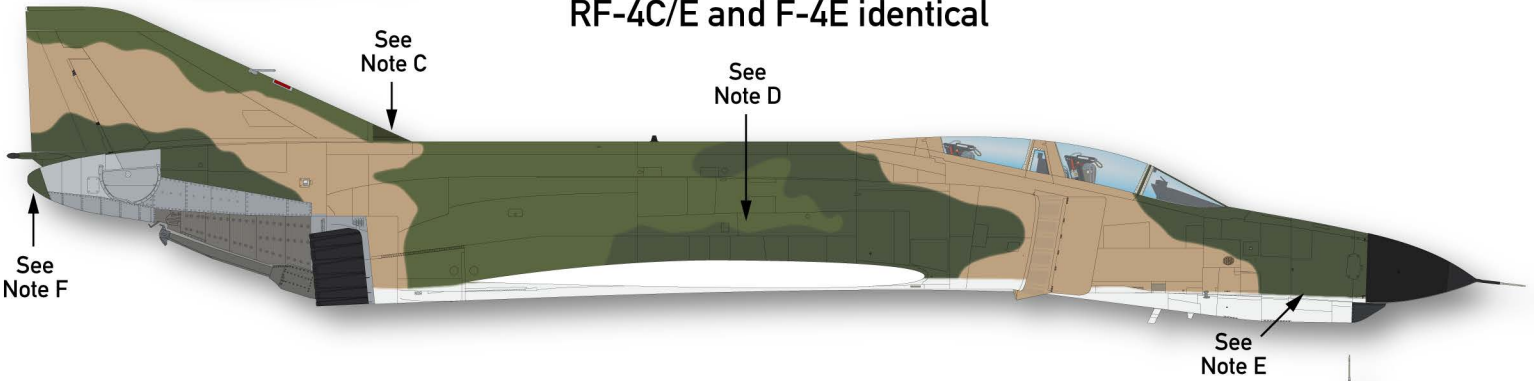 RF-4C/E and F-4E identical
See
Note C
See
Note D
See
Note F
See
Note E